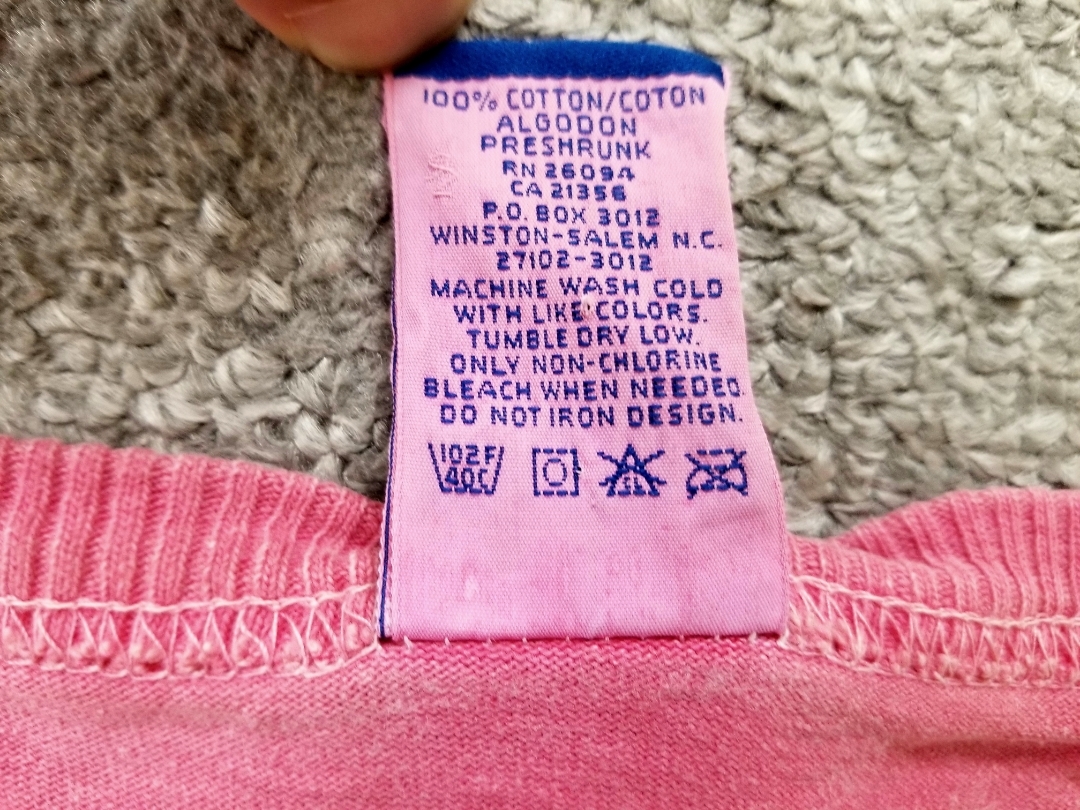 100% COTTON/COTON
ALGODON
PRESHRUNK
RN 26094
CA 21356
P.O. BOX 3012
WINSTON-SALEM N.C.
27102-3012
MACHINE WASH COLD
WITH LIKE COLORS.
TUMBLE DRY LOW.
ONLY NON-CHLORINE
BLEACH WHEN NEEDED.
DO NOT IRON DESIGN.
102F
40C